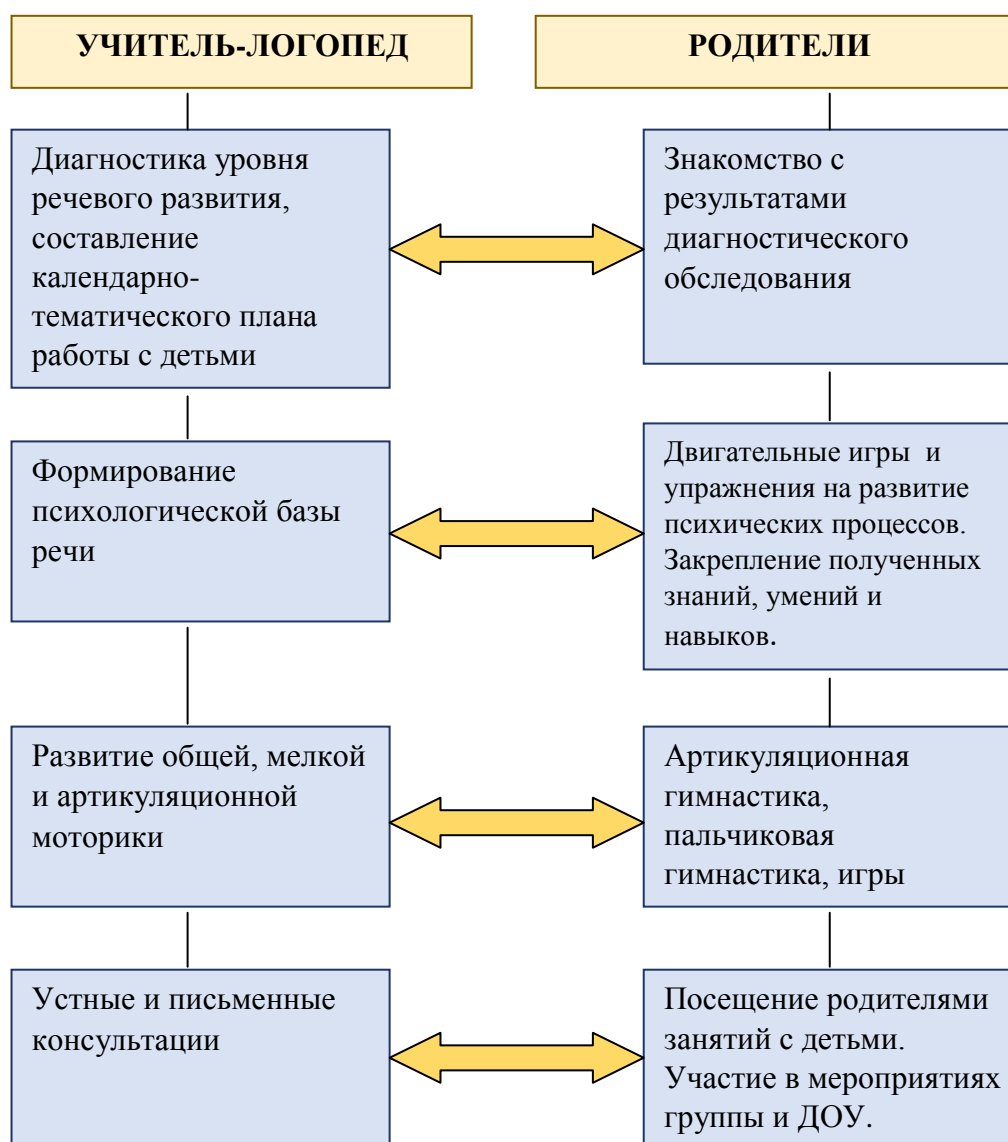 УЧИТЕЛЬ-ЛОГОПЕД
РОДИТЕЛИ
Диагностика уровня
речевого развития,
составление
календарно-
тематического плана
работы с детьми
Знакомство с
результатами
диагностического
обследования
Формирование
психологической базы
речи
Двигательные игры и
упражнения на развитие
психических процессов.
Закрепление полученных
знаний, умений и
навыков.
Развитие общей, мелкой
и артикуляционной
моторики
Артикуляционная
гимнастика,
пальчиковая
гимнастика, игры
Устные и письменные
консультации
Посещение родителями
занятий с детьми.
Участие в мероприятиях
группы и ДОУ.